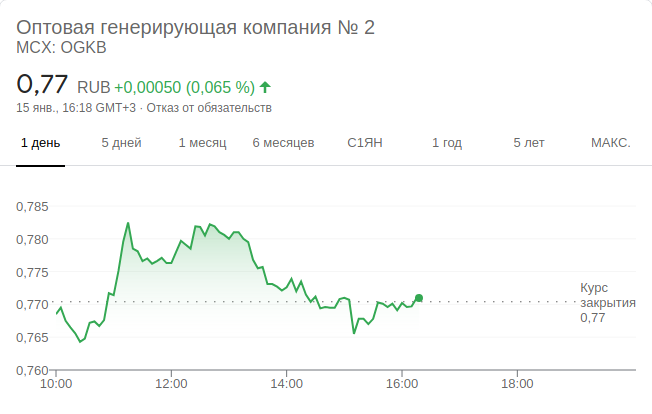 Оптовая генерирующая компания № 2
MCX: OGKB
0,77 RUB +0,00050 (0,065 %)
15 янв., 16:18 GMT+3 · Отказ от обязательств
1 день 5 дней 1 месяц 6 месяцев С1ЯН 1 год 5 лет МАКС.
0,785
0,780
0,775
0,770
0,765
0,760
Курс
закрытия
0,77
10:00 12:00 14:00 16:00 18:00